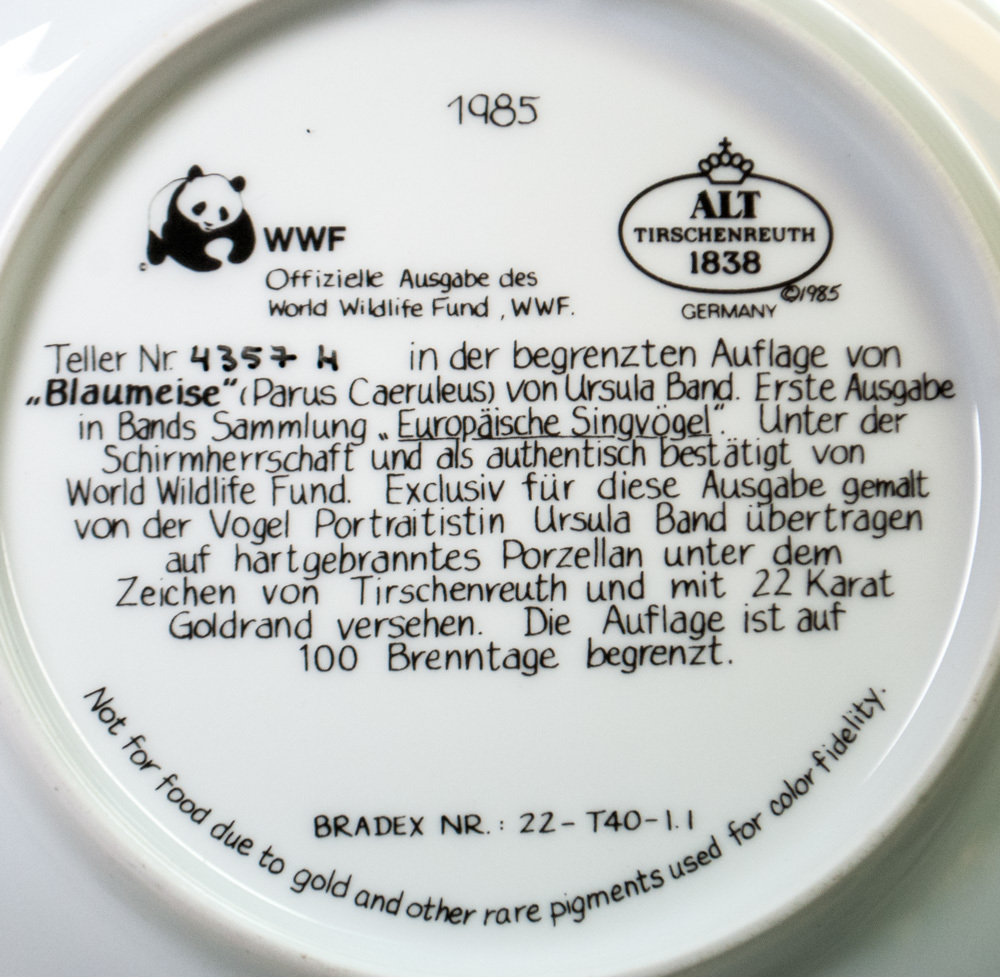 1985
© WWF
Offizielle Ausgabe des
World Wildlife Fund, WWF.
ALT
TIRSCHENREUTH
1838
©1985
GERMANY
Teller Nr. 4357 H in der begrenzten Auflage von
„Blaumeise“ (Parus Caeruleus) von Ursula Band. Erste Ausgabe
in Bands Sammlung „Europäische Singvögel“. Unter der
Schirmherrschaft und als authentisch bestätigt von
World Wildlife Fund. Exclusiv für diese Ausgabe gemalt
von der Vogel Portraitistin Ursula Band übertragen
auf hartgebranntes Porzellan unter dem
Zeichen von Tirschenreuth und mit 22 Karat
Goldrand versehen. Die Auflage ist auf
100 Brenntage begrenzt.
BRADEX NR.: 22-T40-1.1
Not for food due to gold and other rare pigments used for color fidelity.